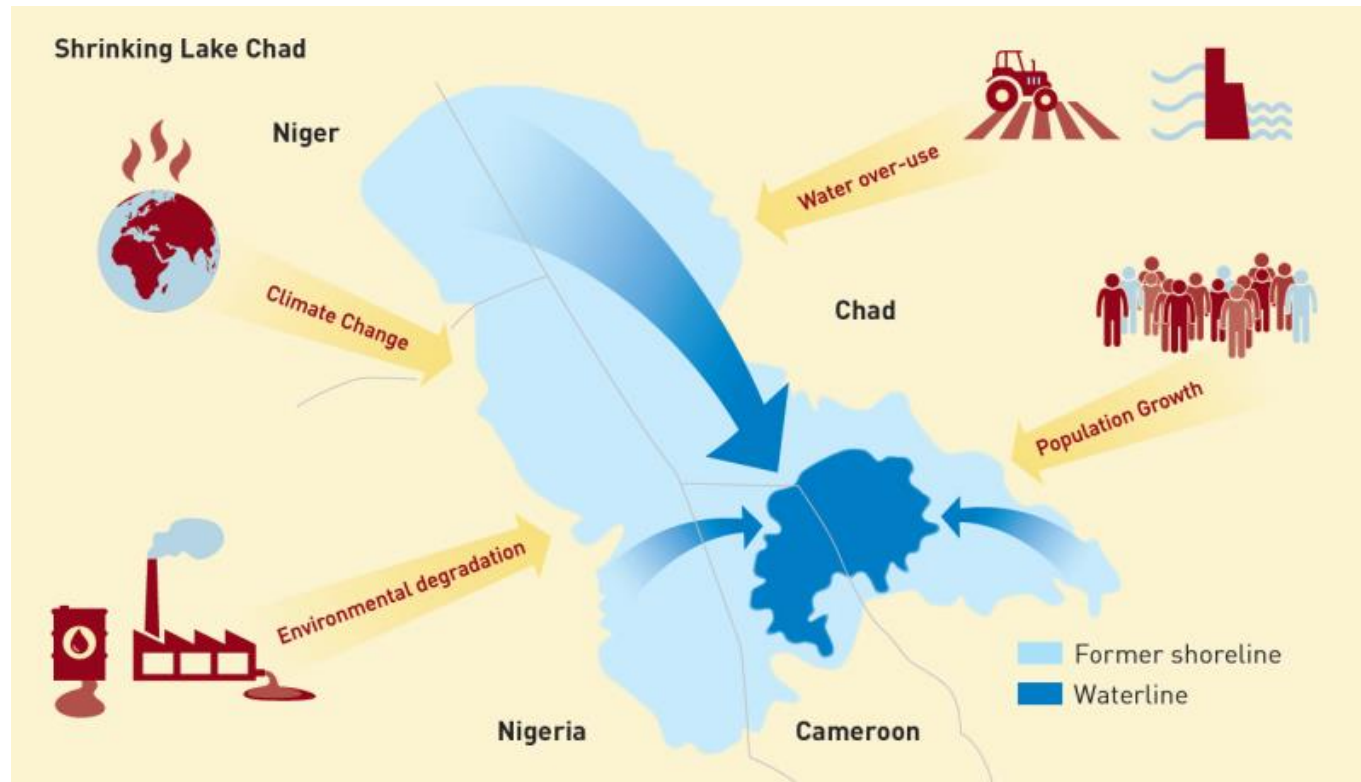 Shrinking Lake Chad
Niger
Water over-use
Climate Change
Chad
Population Growth
Environmental degradation
Former shoreline
Waterline
Nigeria
Cameroon